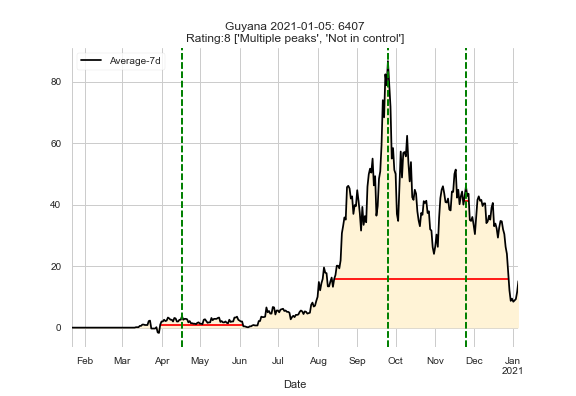 Guyana 2021-01-05: 6407
Rating:8 ['Multiple peaks', 'Not in control']
Average-7d
80
60
40
20
0
Feb Mar Apr May Jun Jul Aug Sep Oct Nov Dec Jan
2021
Date